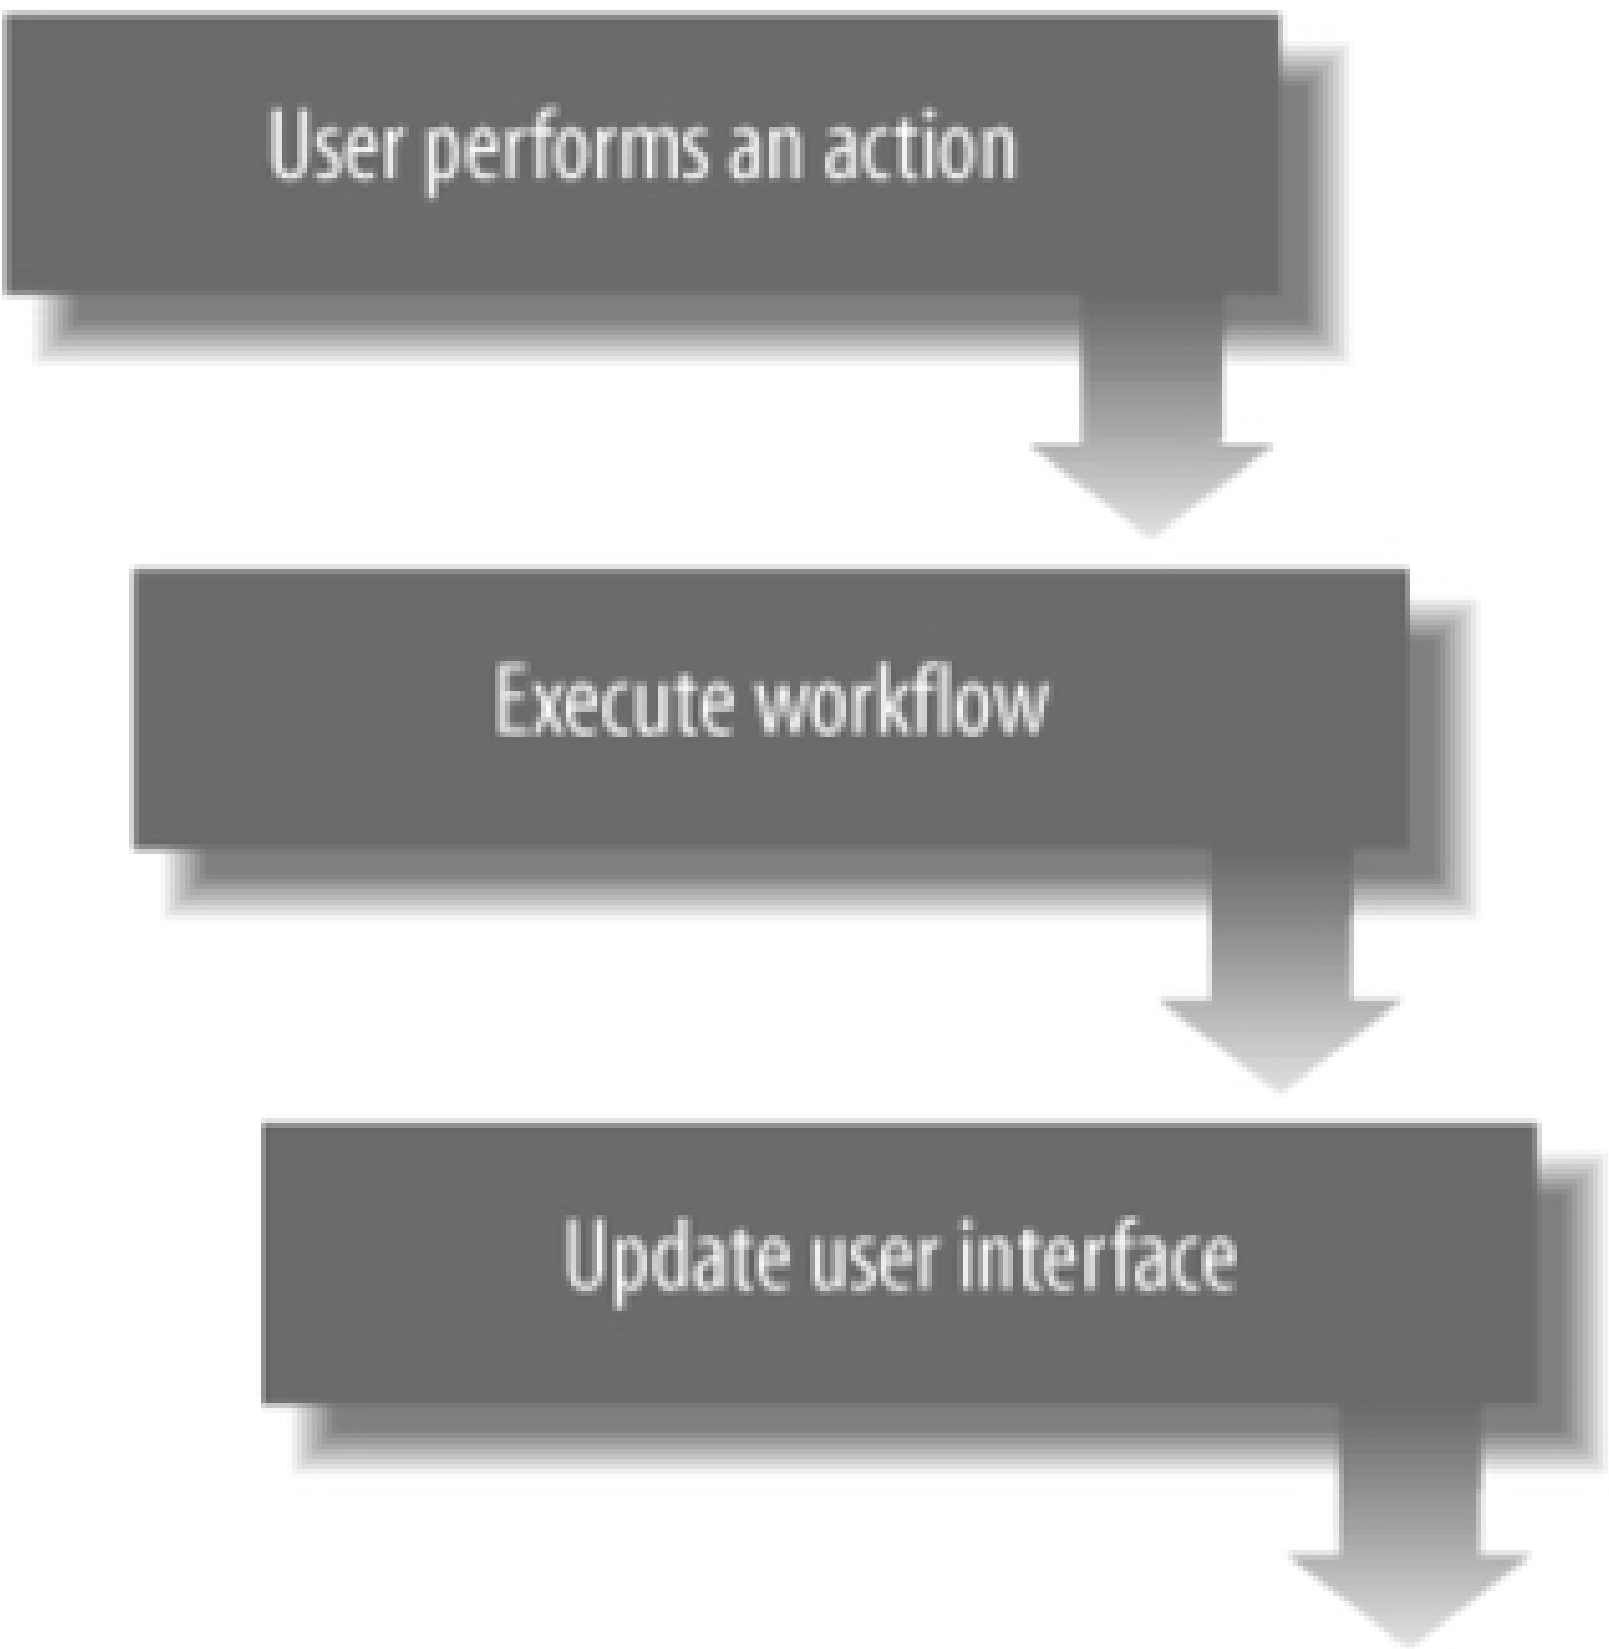 User performs an action
Execute workflow
Update user interface